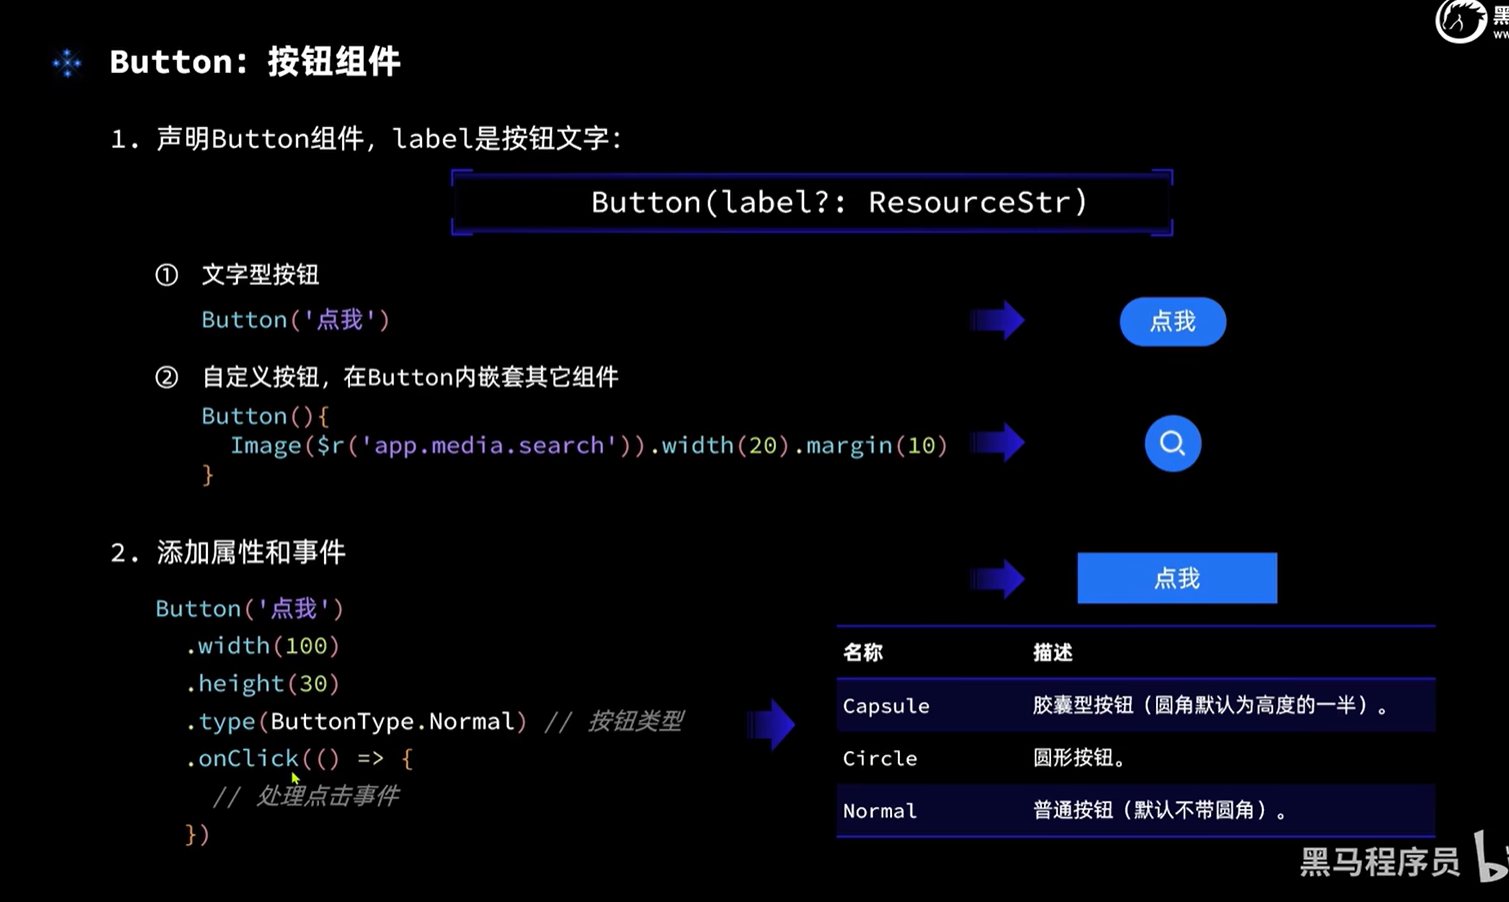 Button：按钮组件
1. 声明Button组件，label是按钮文字：
Button(label?: ResourceStr)
① 文字型按钮
Button('点我')
点我
② 自定义按钮，在Button内嵌套其它组件
Button(){
Image($r('app.media.search')).width(20).margin(10)
}
2. 添加属性和事件
点我
Button('点我')
.width(100)
.height(30)
.type(ButtonType.Normal) // 按钮类型
.onClick(() => {
// 处理点击事件
})
名称 描述
Capsule 胶囊型按钮（圆角默认为高度的一半）。
Circle 圆形按钮。
Normal 普通按钮（默认不带圆角）。
黑马程序员